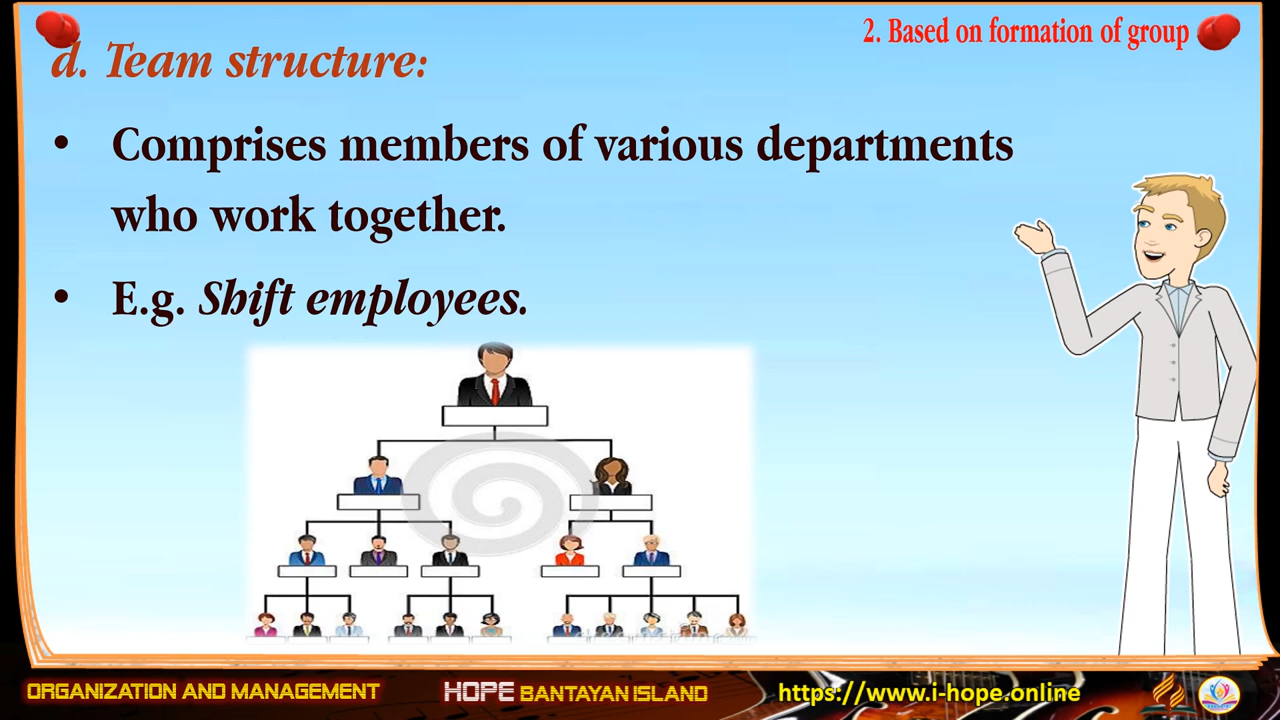 2. Based on formation of group
d. Team structure:
• Comprises members of various departments
who work together.
• E.g. Shift employees.
ORGANIZATION AND MANAGEMENT
HOPE BANTAYAN ISLAND
https://www.i-hope.online